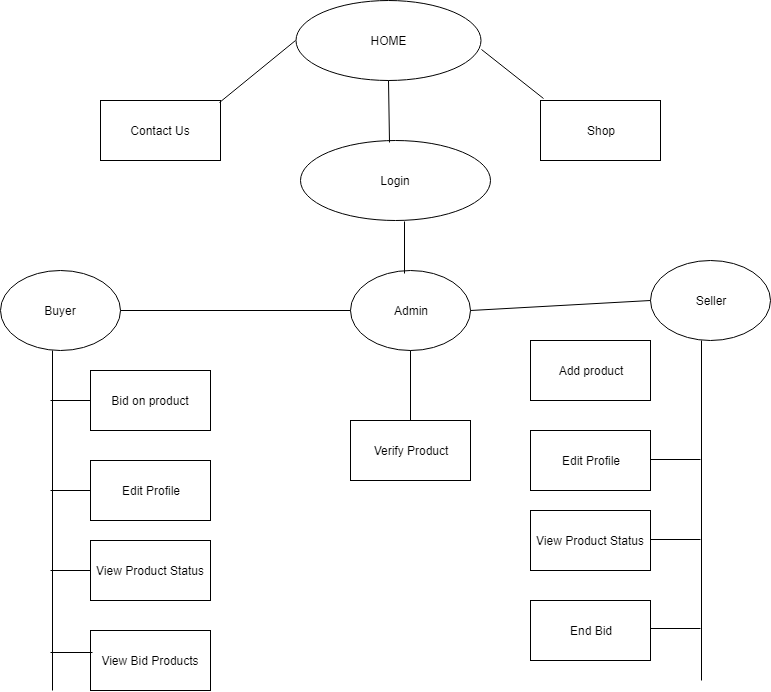 HOME
Contact Us
Shop
Login
Buyer
Admin
Seller
Bid on product
Add product
Verify Product
Edit Profile
Edit Profile
View Product Status
View Product Status
View Bid Products
End Bid